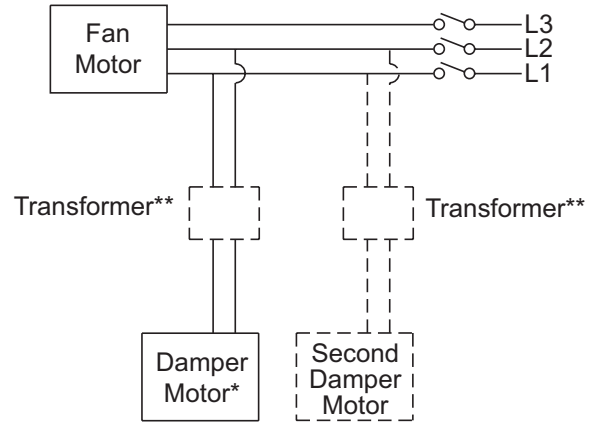 Fan
Motor
L3
L2
L1
Transformer**
Transformer**
Damper
Motor*
Second
Damper
Motor